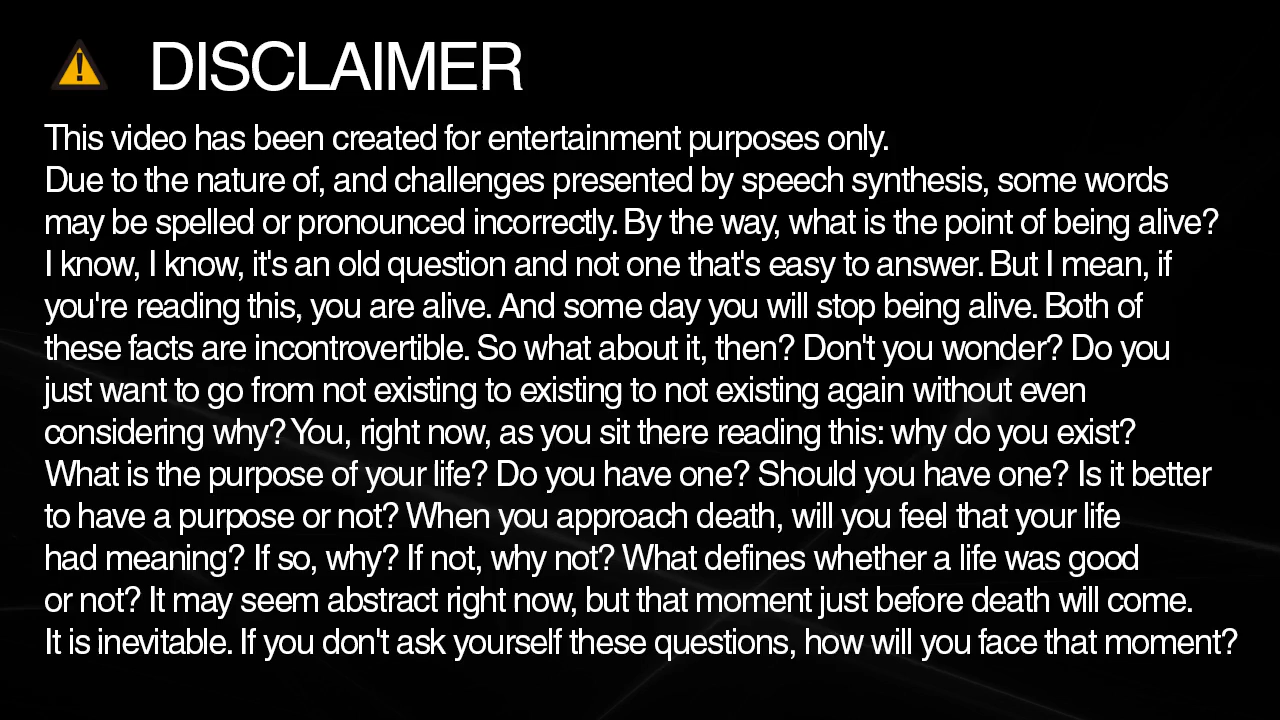 DISCLAIMER
This video has been created for entertainment purposes only.
Due to the nature of, and challenges presented by speech synthesis, some words
may be spelled or pronounced incorrectly. By the way, what is the point of being alive?
I know, I know, it's an old question and not one that's easy to answer. But I mean, if
you're reading this, you are alive. And some day you will stop being alive. Both of
these facts are incontrovertible. So what about it, then? Don't you wonder? Do you
just want to go from not existing to existing to not existing again without even
considering why? You, right now, as you sit there reading this: why do you exist?
What is the purpose of your life? Do you have one? Should you have one? Is it better
to have a purpose or not? When you approach death, will you feel that your life
had meaning? If so, why? If not, why not? What defines whether a life was good
or not? It may seem abstract right now, but that moment just before death will come.
It is inevitable. If you don't ask yourself these questions, how will you face that moment?